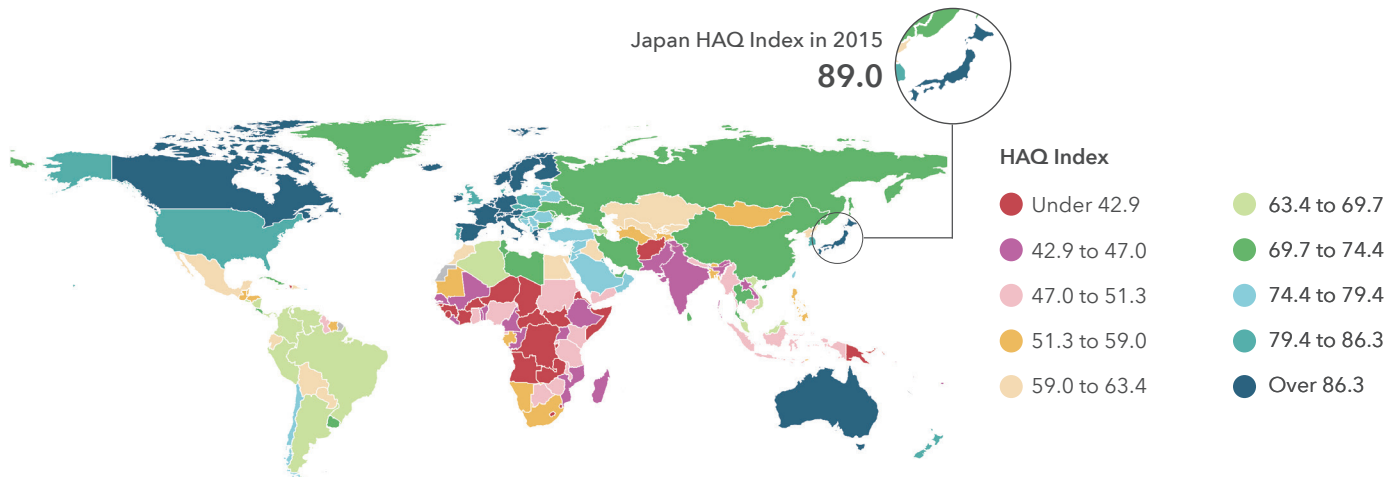 Japan HAQ Index in 2015
89.0
HAQ Index
Under 42.9
42.9 to 47.0
47.0 to 51.3
51.3 to 59.0
59.0 to 63.4
63.4 to 69.7
69.7 to 74.4
74.4 to 79.4
79.4 to 86.3
Over 86.3